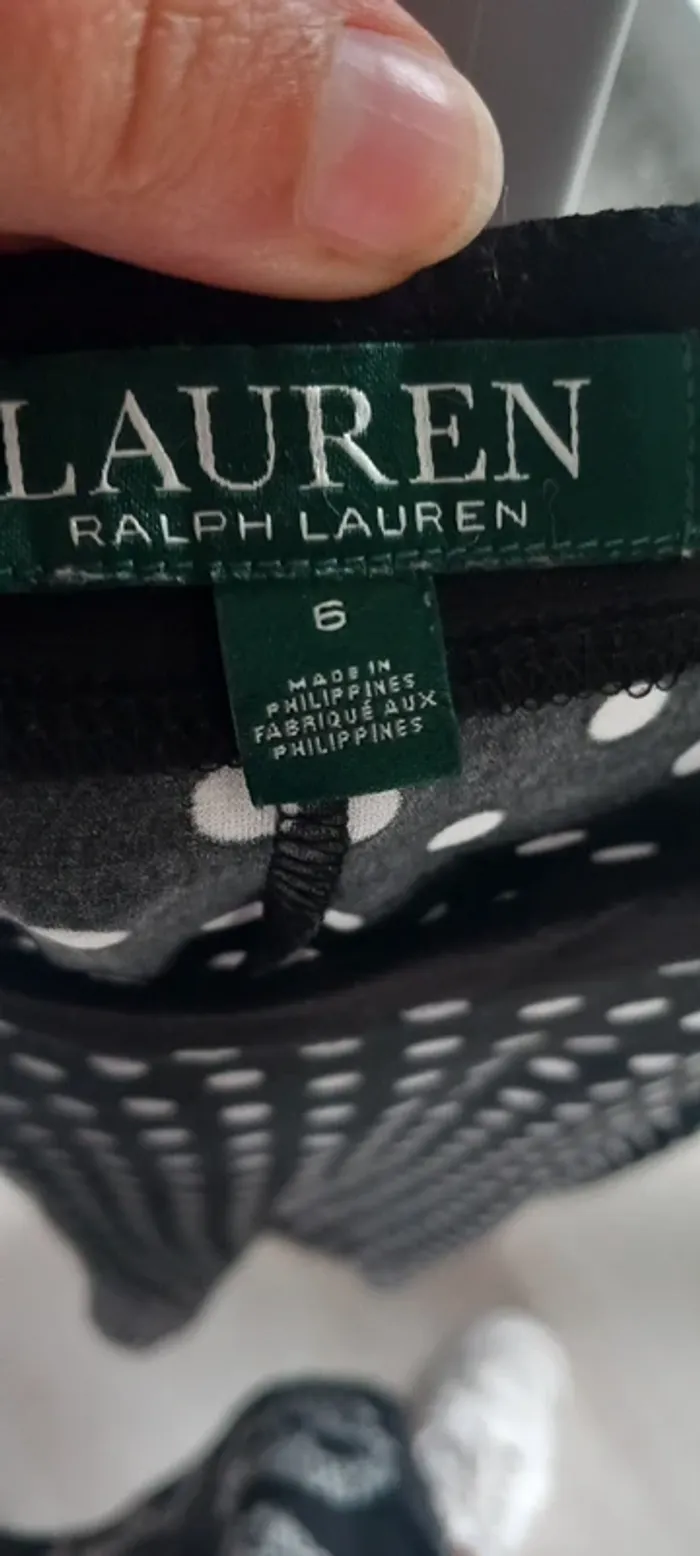 LAUREN
RALPH LAUREN
6
MADE IN
PHILIPPINES
FABRIQUÉ AUX
PHILIPPINES